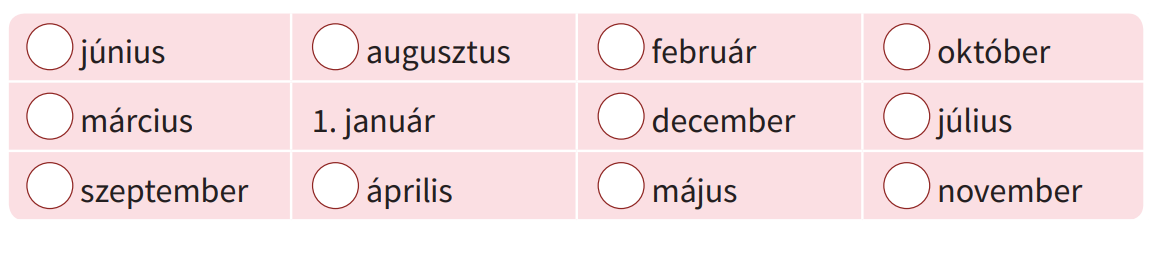 június augusztus február október
március 1. január december július
szeptember április május november